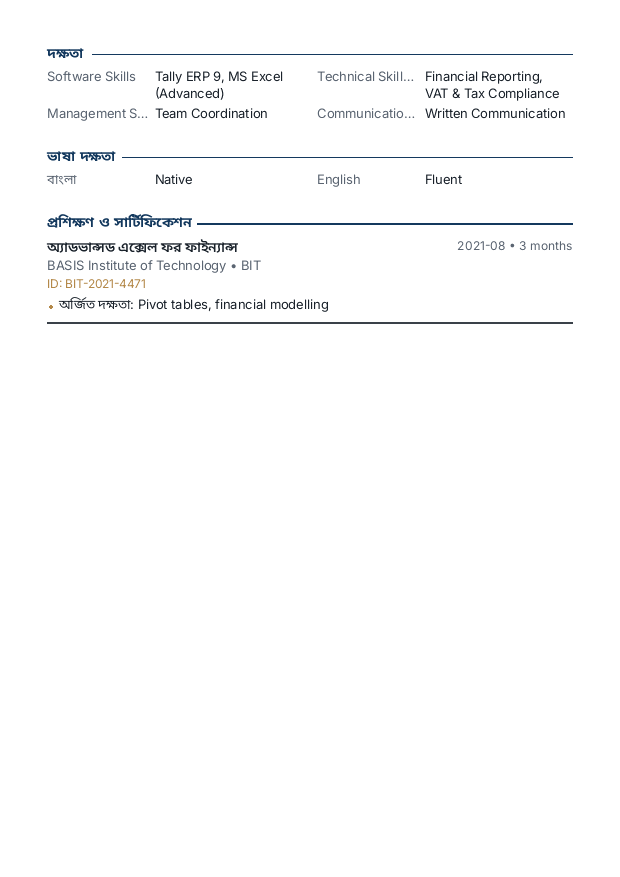 দক্ষতা
Software Skills Tally ERP 9, MS Excel (Advanced)
Technical Skill... Financial Reporting, VAT & Tax Compliance
Management S... Team Coordination
Communicatio... Written Communication
ভাষা দক্ষতা
বাংলা Native English Fluent
প্রশিক্ষণ ও সার্টিফিকেশন
অ্যাডভান্সড এক্সেল ফর ফাইন্যান্স 2021-08 • 3 months
BASIS Institute of Technology • BIT
ID: BIT-2021-4471
• অর্জিত দক্ষতা: Pivot tables, financial modelling